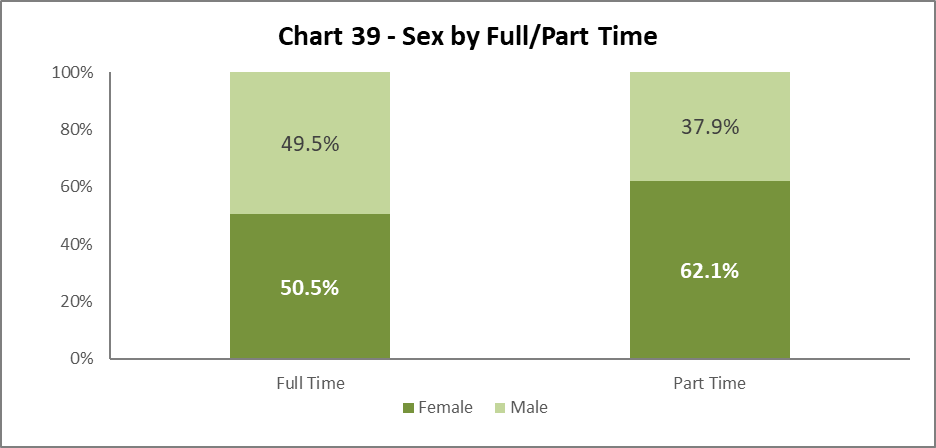 Chart 39 - Sex by Full/Part Time
100%
80%
60%
40%
20%
0%
49.5%
37.9%
50.5%
62.1%
Full Time
Part Time
Female
Male